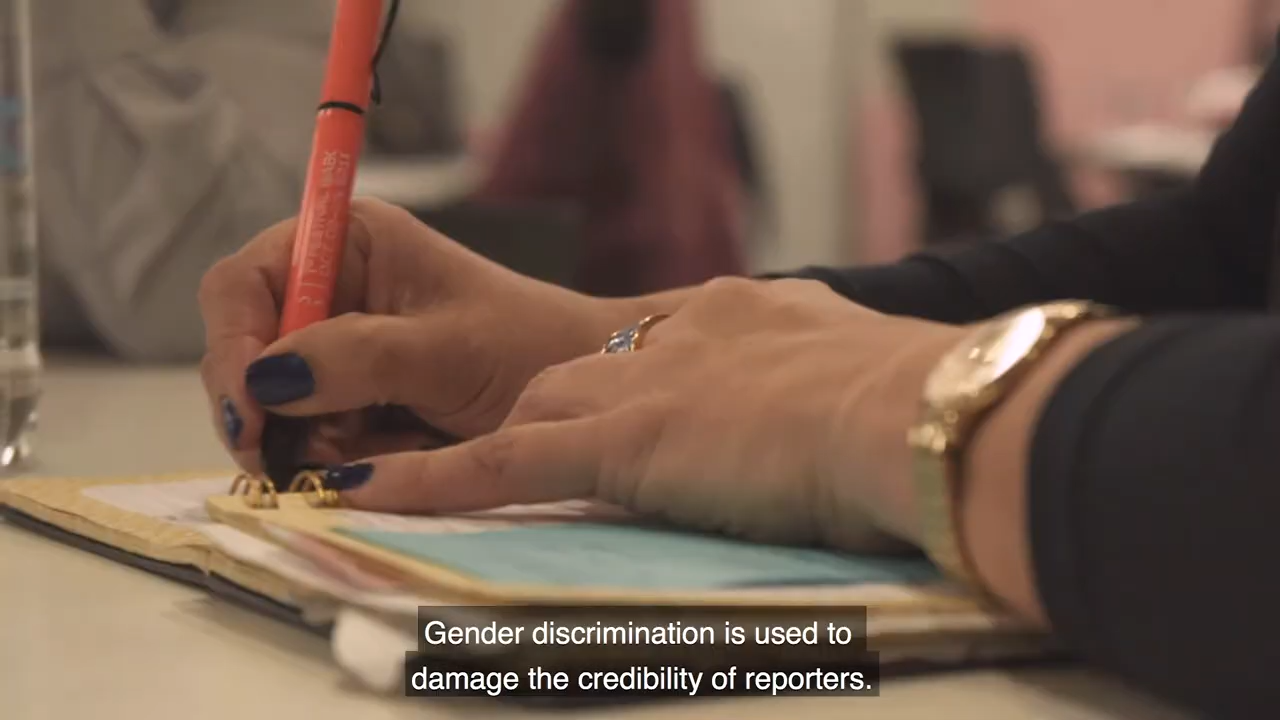 Gender discrimination is used to
damage the credibility of reporters.